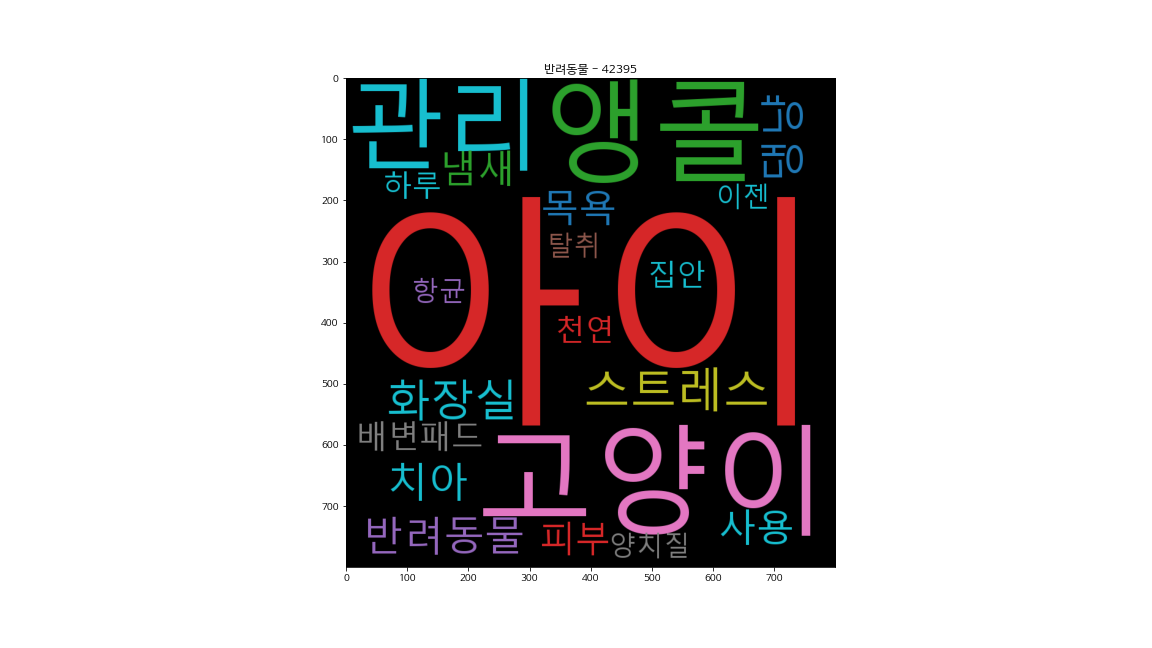 반려동물 - 42395
관리 앵콜 댕냥
냄새
하루 목욕 이젠
탈취
아이
항균 집안
천연
화장실 스트레스
배변패드
고양이
치아
반려동물 피부 양치질 사용
0
100
200
300
400
500
600
700
0 100 200 300 400 500 600 700